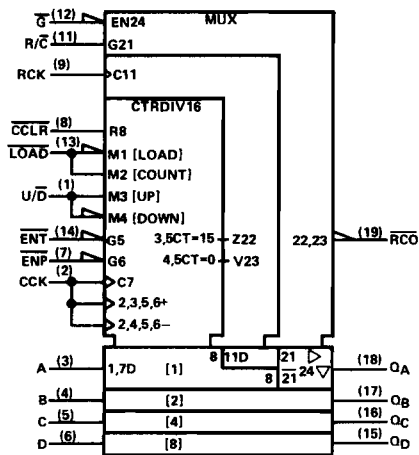 G (12) EN24 MUX
R/C (11) G21
RCK (9) C11
CTRDIV16
CCLR (8) R8
LOAD (13) M1 [LOAD]
M2 [COUNT]
U/D (1) M3 [UP]
M4 [DOWN]
ENT (14) G5 3,5CT=15 Z22 22,23 (19) RCO
ENP (7) G6 4,5CT=0 V23
CCK (2) C7
2,3,5,6+
2,4,5,6−
A (3) 1,7D [1] 8 11D 8 21 21 24 (18) QA
B (4) [2] (17) QB
C (5) [4] (16) QC
D (6) [8] (15) QD